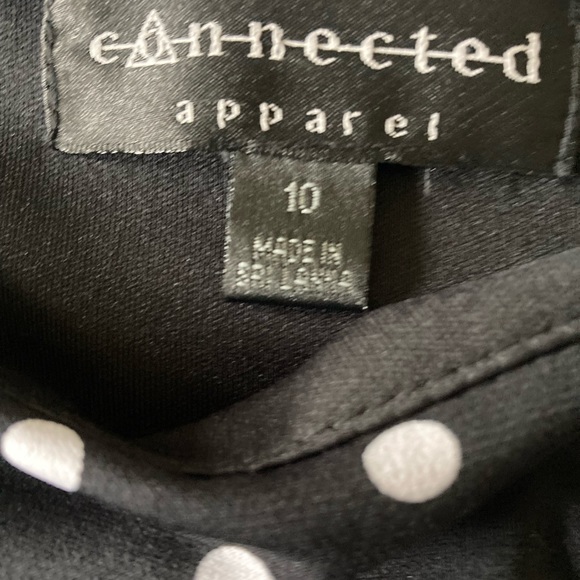 connected
apparel
10
MADE IN
SRI LANKA